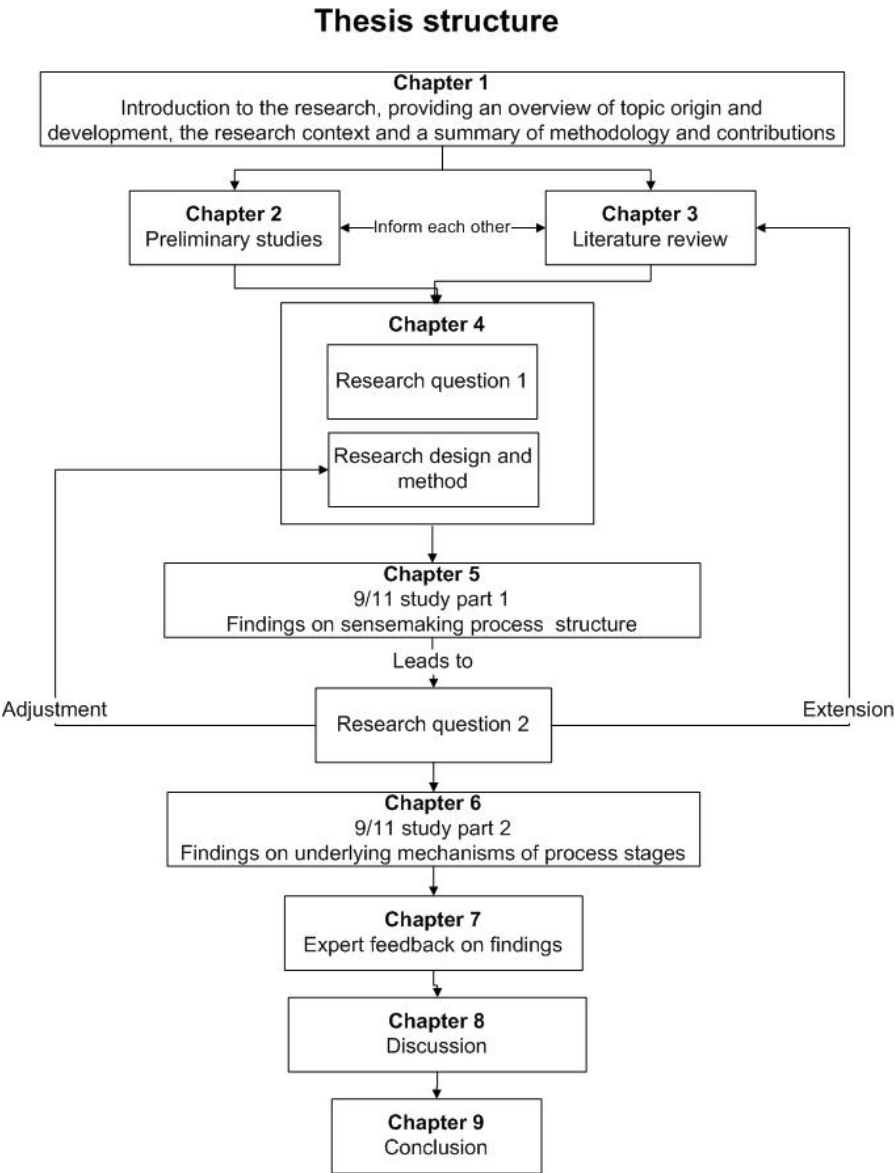 Thesis structure
Chapter 1
Introduction to the research, providing an overview of topic origin and
development, the research context and a summary of methodology and contributions
Chapter 2
Preliminary studies
Inform each other
Chapter 3
Literature review
Chapter 4
Research question 1
Research design and
method
Chapter 5
9/11 study part 1
Findings on sensemaking process structure
Leads to
Adjustment
Research question 2
Extension
Chapter 6
9/11 study part 2
Findings on underlying mechanisms of process stages
Chapter 7
Expert feedback on findings
Chapter 8
Discussion
Chapter 9
Conclusion